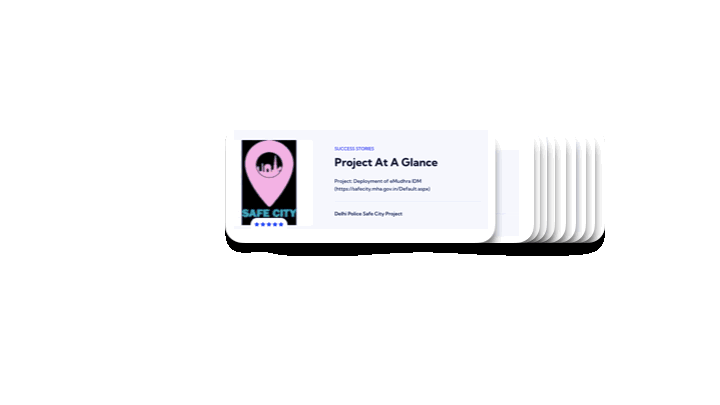 SUCCESS STORIES
Project At A Glance
Project: Deployment of eMudhra IDM
(https://safecity.mha.gov.in/Default.aspx)
SAFE CITY
Delhi Police Safe City Project